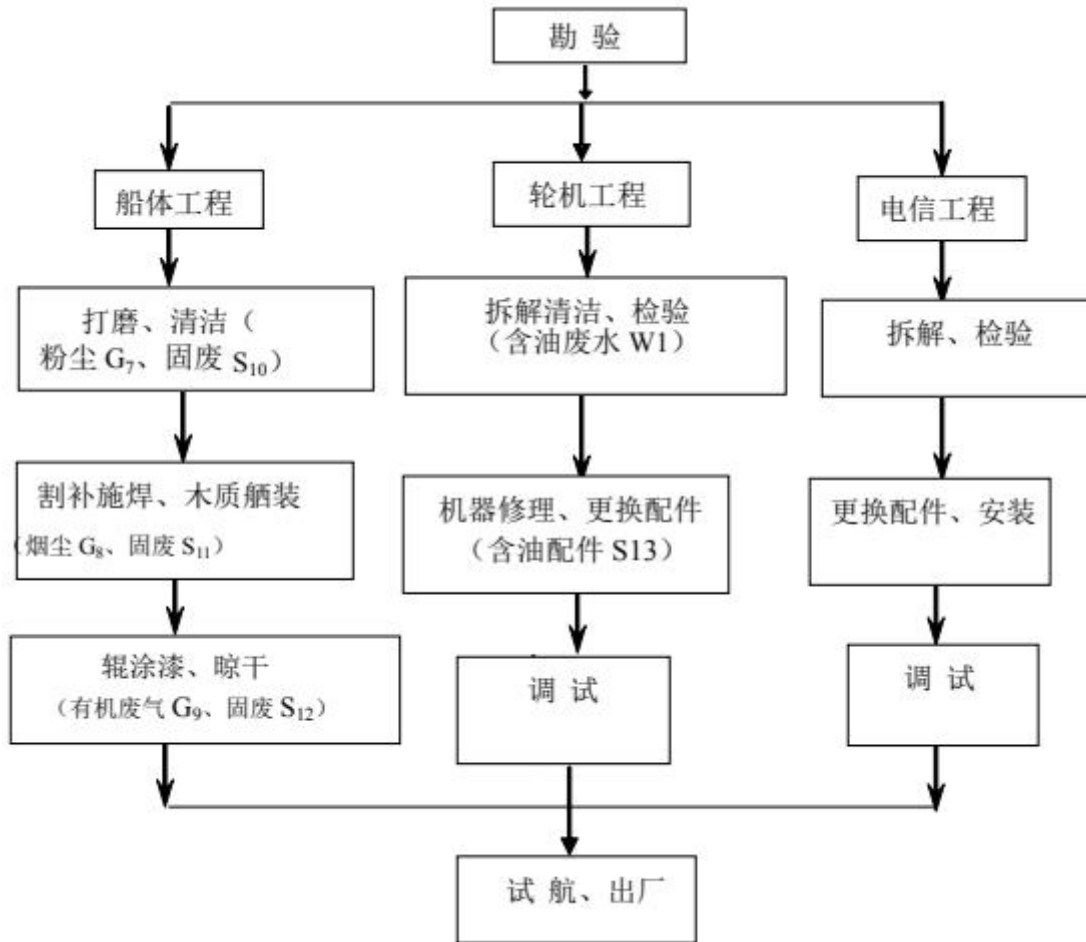 勘 验
船体工程
轮机工程
电信工程
打磨、清洁（
粉尘 G₇、固废 S₁₀）
拆解清洁、检验
（含油废水 W1）
拆解、检验
割补施焊、木质舾装
（烟尘 G₈、固废 S₁₁）
机器修理、更换配件
（含油配件 S13）
更换配件、安装
辊涂漆、晾干
（有机废气 G₉、固废 S₁₂）
调 试
调 试
试 航、出厂